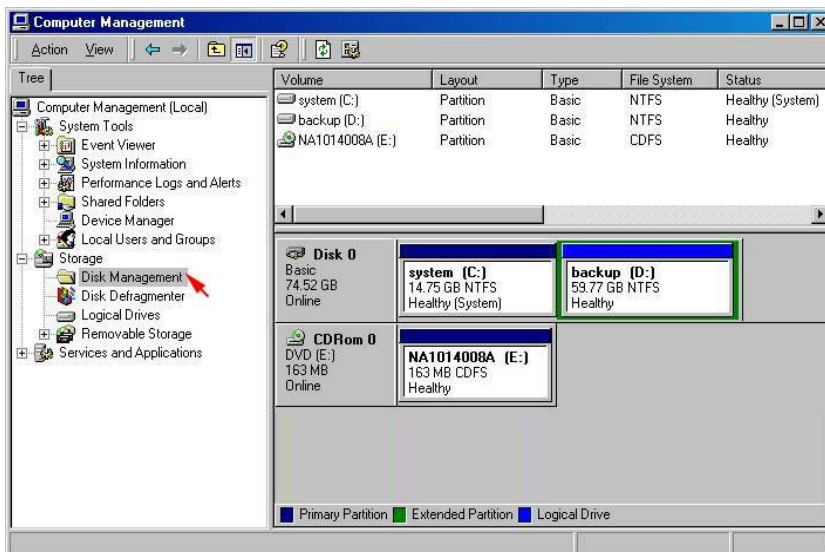 Computer Management
Action View
Tree
Computer Management (Local)
System Tools
Event Viewer
System Information
Performance Logs and Alerts
Shared Folders
Device Manager
Local Users and Groups
Storage
Disk Management
Disk Defragmenter
Logical Drives
Removable Storage
Services and Applications
Volume Layout Type File System Status
system (C:) Partition Basic NTFS Healthy (System)
backup (D:) Partition Basic NTFS Healthy
NA1014008A (E:) Partition Basic CDFS Healthy
Disk 0
Basic
74.52 GB
Online
system (C:)
14.75 GB NTFS
Healthy (System)
backup (D:)
59.77 GB NTFS
Healthy
CDRom 0
DVD (E:)
163 MB
Online
NA1014008A (E:)
163 MB CDFS
Healthy
Primary Partition Extended Partition Logical Drive